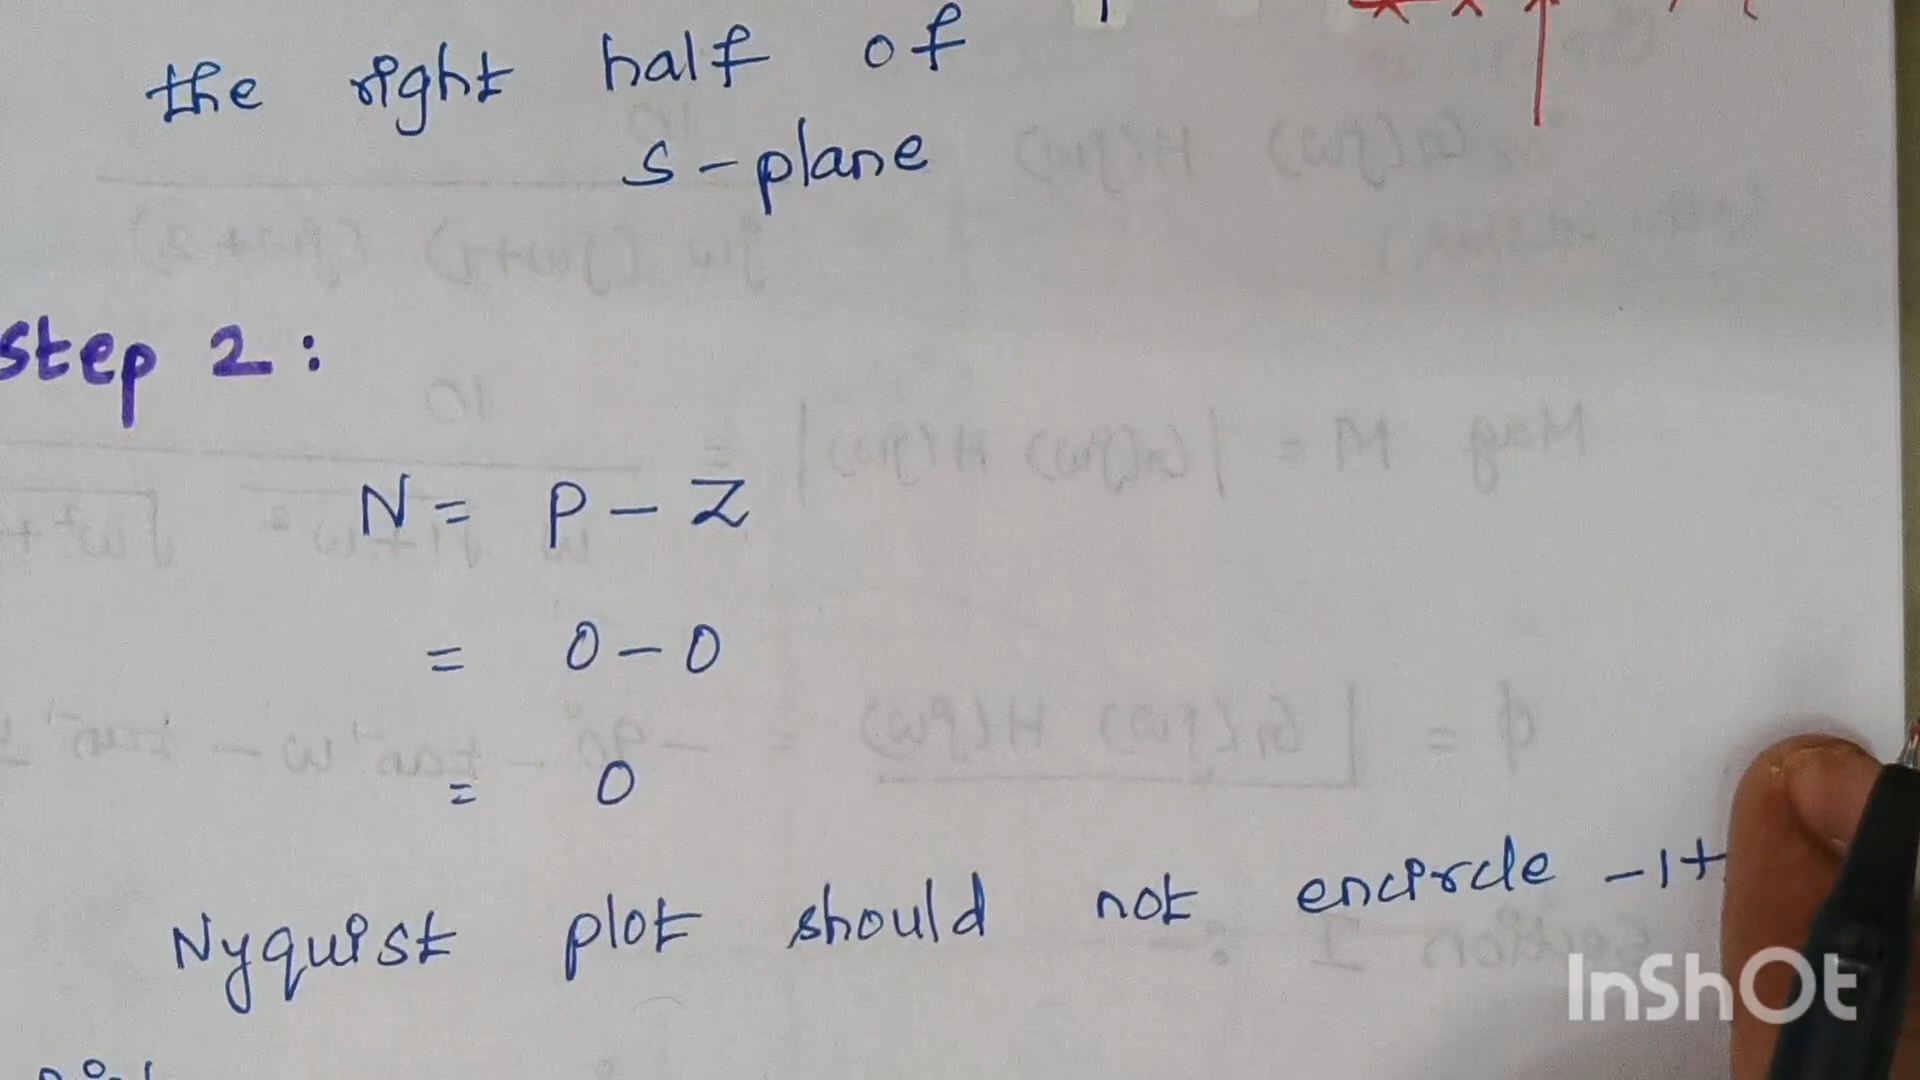 the right half of
s-plane
Step 2:
N = P - Z
= 0 - 0
= 0
Nyquist plot should not encircle -1+
InShOt